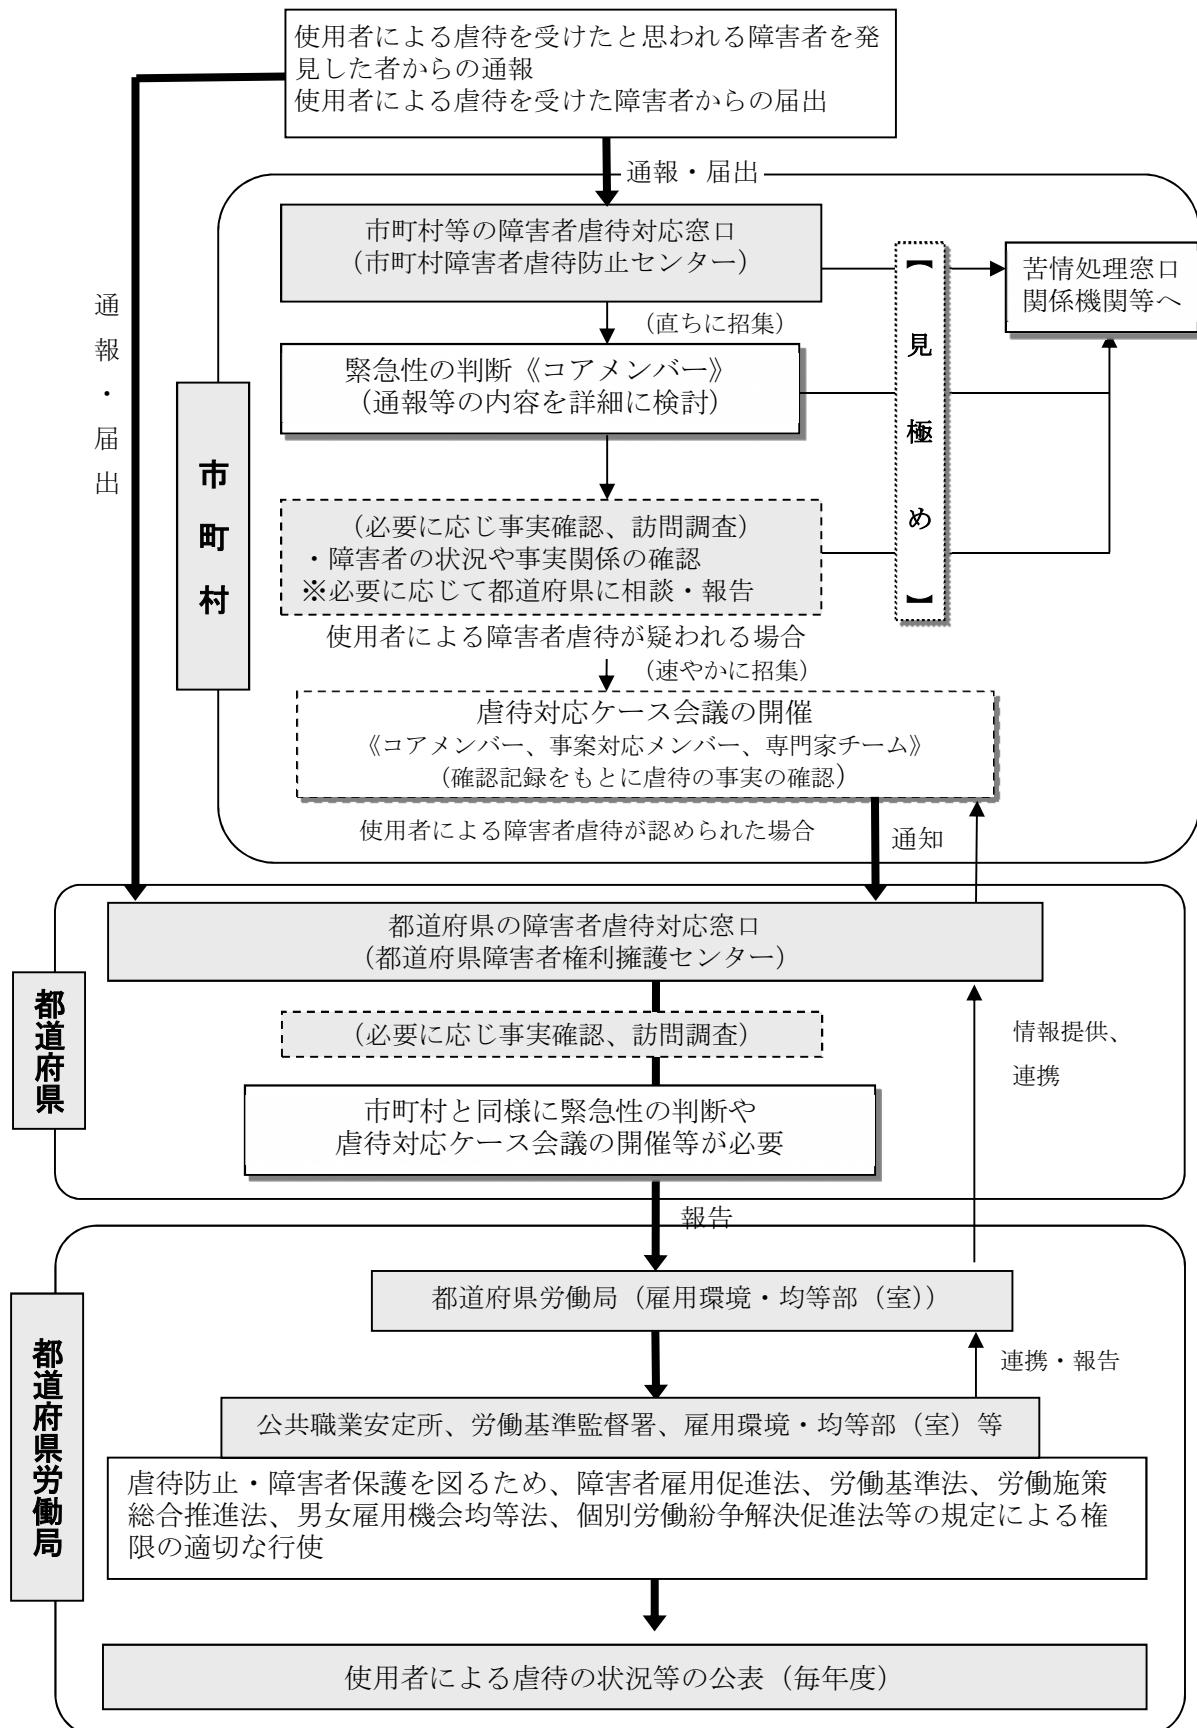 使用者による虐待を受けたと思われる障害者を発
見した者からの通報
使用者による虐待を受けた障害者からの届出
通報・届出
通報・届出
市町村
市町村等の障害者虐待対応窓口
（市町村障害者虐待防止センター）
【見極め】
苦情処理窓口
関係機関等へ
（直ちに招集）
緊急性の判断《コアメンバー》
（通報等の内容を詳細に検討）
（必要に応じ事実確認、訪問調査）
・障害者の状況や事実関係の確認
※必要に応じて都道府県に相談・報告
使用者による障害者虐待が疑われる場合
（速やかに招集）
虐待対応ケース会議の開催
《コアメンバー、事案対応メンバー、専門家チーム》
（確認記録をもとに虐待の事実の確認）
使用者による障害者虐待が認められた場合
通知
都道府県
都道府県の障害者虐待対応窓口
（都道府県障害者権利擁護センター）
（必要に応じ事実確認、訪問調査）
情報提供、
連携
市町村と同様に緊急性の判断や
虐待対応ケース会議の開催等が必要
報告
都道府県労働局
都道府県労働局（雇用環境・均等部（室））
連携・報告
公共職業安定所、労働基準監督署、雇用環境・均等部（室）等
虐待防止・障害者保護を図るため、障害者雇用促進法、労働基準法、労働施策
総合推進法、男女雇用機会均等法、個別労働紛争解決促進法等の規定による権
限の適切な行使
使用者による虐待の状況等の公表（毎年度）